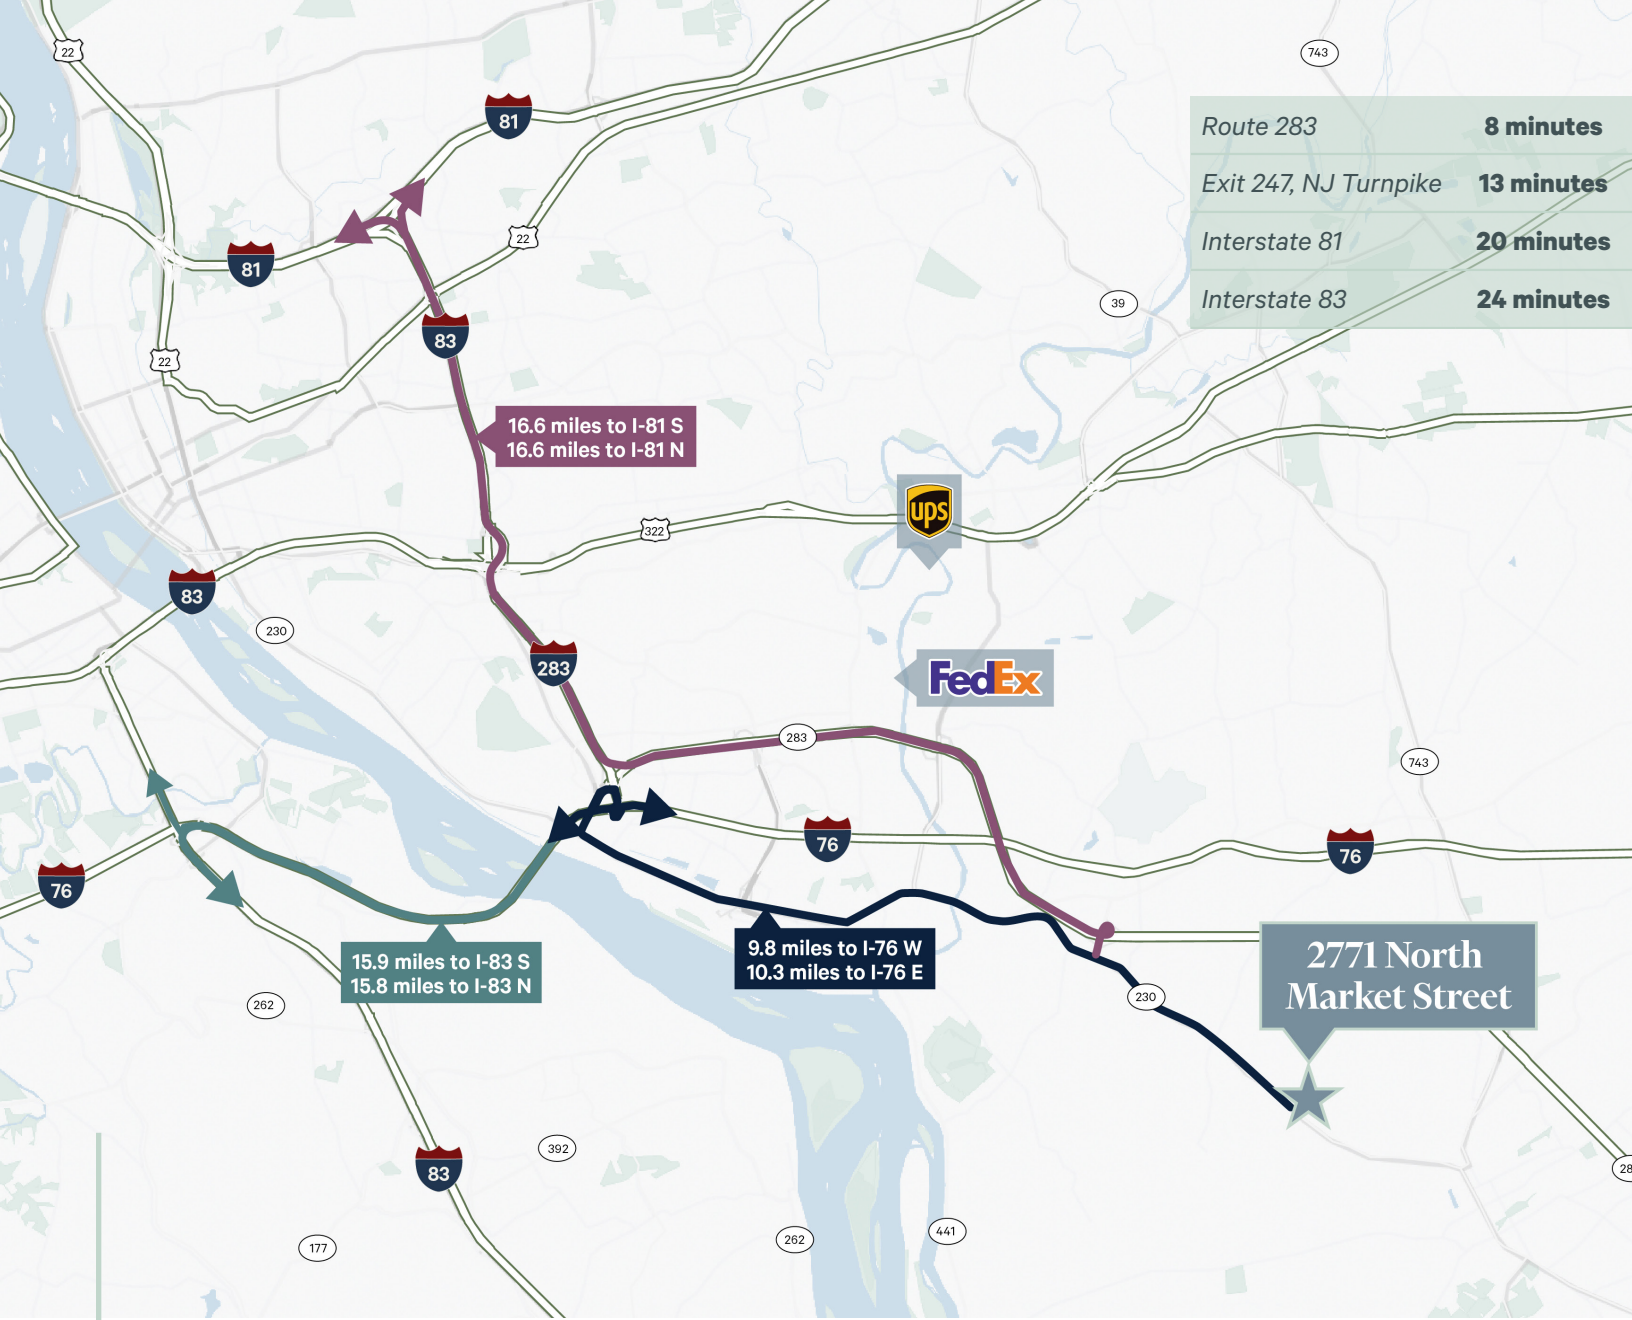 22
743
81
Route 283 8 minutes
Exit 247, NJ Turnpike 13 minutes
Interstate 81 20 minutes
Interstate 83 24 minutes
22
81
39
83
22
16.6 miles to I-81 S
16.6 miles to I-81 N
ups
322
83
230
283
FedEx
283
743
76
76
76
2771 North
Market Street
9.8 miles to I-76 W
10.3 miles to I-76 E
15.9 miles to I-83 S
15.8 miles to I-83 N
230
262
392
83
28
441
262
177